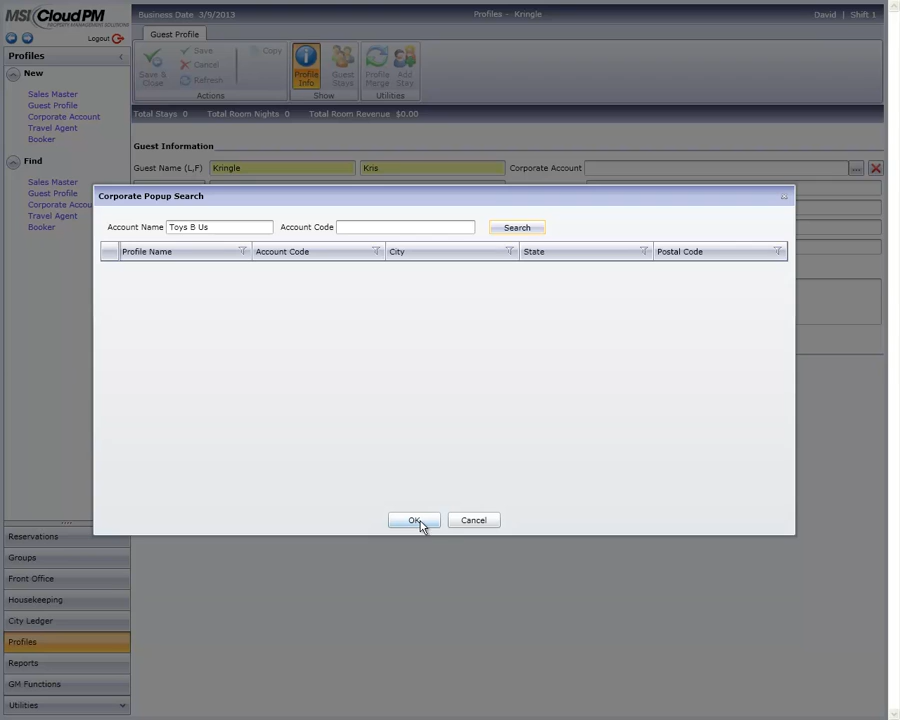 MSI CloudPM
PROPERTY MANAGEMENT SOLUTIONS
Logout
Business Date 3/9/2013
Profiles - Kringle
David | Shift 1
Guest Profile
Save & Close
Save
Cancel
Refresh
Copy
Actions
Profile Info
Guest Stays
Show
Profile Merge
Add Stay
Utilities
Total Stays 0 Total Room Nights 0 Total Room Revenue $0.00
Profiles
New
Sales Master
Guest Profile
Corporate Account
Travel Agent
Booker
Find
Sales Master
Guest Profile
Corporate Accou
Travel Agent
Booker
Guest Information
Guest Name (L,F) Kringle Kris Corporate Account ...
Corporate Popup Search
Account Name Toys B Us Account Code Search
Profile Name Account Code City State Postal Code
OK Cancel
Reservations
Groups
Front Office
Housekeeping
City Ledger
Profiles
Reports
GM Functions
Utilities